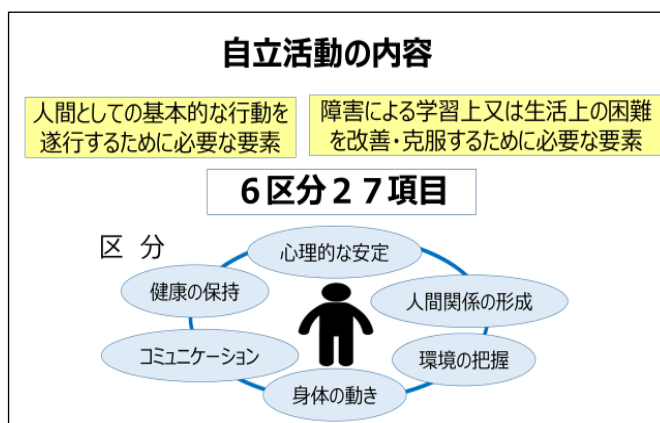 自立活動の内容
人間としての基本的な行動を
遂行するために必要な要素
障害による学習上又は生活上の困難
を改善・克服するために必要な要素
６区分２７項目
区 分
心理的な安定
健康の保持
人間関係の形成
コミュニケーション
環境の把握
身体の動き